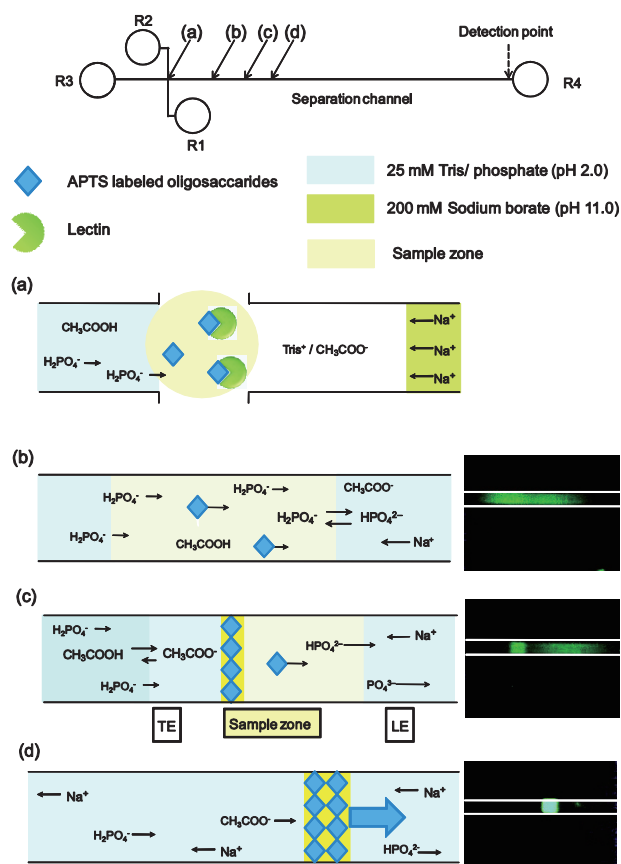 R2
(a)
(b)
(c)
(d)
Detection point
R3
R4
Separation channel
R1
APTS labeled oligosaccarides
25 mM Tris/ phosphate (pH 2.0)
200 mM Sodium borate (pH 11.0)
Lectin
Sample zone
(a)
CH₃COOH
H₂PO₄⁻
H₂PO₄⁻
Tris⁺ / CH₃COO⁻
Na⁺
Na⁺
Na⁺
(b)
H₂PO₄⁻
H₂PO₄⁻
CH₃COO⁻
H₂PO₄⁻
HPO₄²⁻
H₂PO₄⁻
CH₃COOH
Na⁺
(c)
H₂PO₄⁻
CH₃COOH
CH₃COO⁻
HPO₄²⁻
Na⁺
H₂PO₄⁻
PO₄³⁻
TE
Sample zone
LE
(d)
Na⁺
Na⁺
CH₃COO⁻
H₂PO₄⁻
Na⁺
HPO₄²⁻